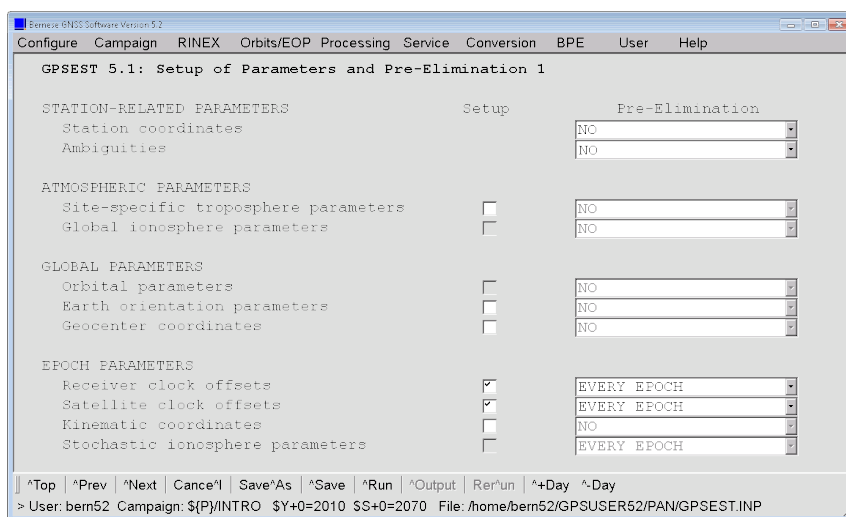 Bernese GNSS Software Version 5.2
Configure Campaign RINEX Orbits/EOP Processing Service Conversion BPE User Help
GPSEST 5.1: Setup of Parameters and Pre-Elimination 1
STATION-RELATED PARAMETERS Setup Pre-Elimination
Station coordinates NO
Ambiguities NO
ATMOSPHERIC PARAMETERS
Site-specific troposphere parameters NO
Global ionosphere parameters NO
GLOBAL PARAMETERS
Orbital parameters NO
Earth orientation parameters NO
Geocenter coordinates NO
EPOCH PARAMETERS
Receiver clock offsets EVERY EPOCH
Satellite clock offsets EVERY EPOCH
Kinematic coordinates NO
Stochastic ionosphere parameters EVERY EPOCH
^Top ^Prev ^Next Cance^l Save^As ^Save ^Run ^Output Rer^un ^+Day ^-Day
> User: bern52 Campaign: ${P}/INTRO $Y+0=2010 $S+0=2070 File: /home/bern52/GPSUSER52/PAN/GPSEST.INP